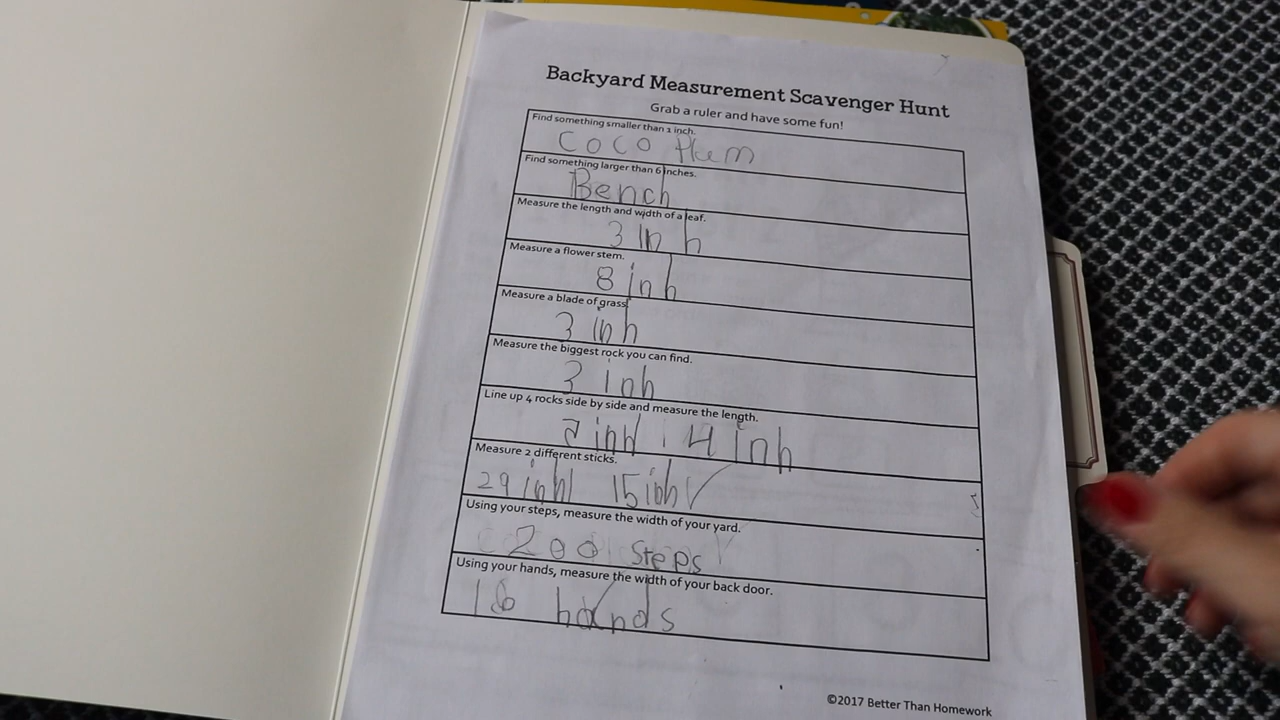 Backyard Measurement Scavenger Hunt
Grab a ruler and have some fun!
Find something smaller than 1 inch.
coco plum
Find something larger than 6 inches.
Bench
Measure the length and width of a leaf.
3 inh
Measure a flower stem.
8 inh
Measure a blade of grass.
3 inh
Measure the biggest rock you can find.
3 inh
Line up 4 rocks side by side and measure the length.
inh 4 inh
Measure 2 different sticks.
29 inh 15 inh
Using your steps, measure the width of your yard.
200 steps
Using your hands, measure the width of your back door.
hands
©2017 Better Than Homework